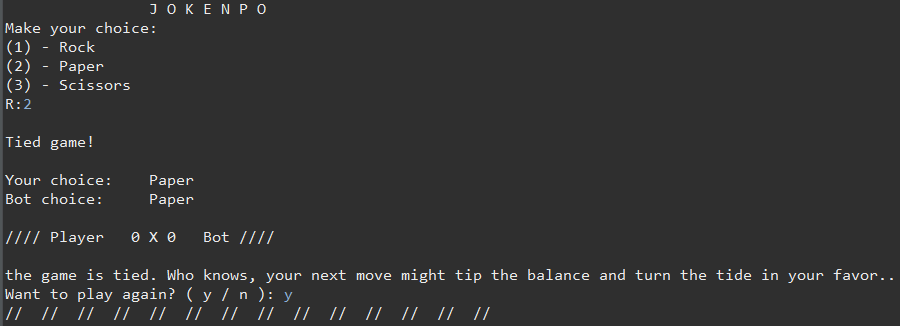 J O K E N P O
Make your choice:
(1) - Rock
(2) - Paper
(3) - Scissors
R:2
Tied game!
Your choice:    Paper
Bot choice:     Paper
//// Player   0 X 0   Bot ////
the game is tied. Who knows, your next move might tip the balance and turn the tide in your favor..
Want to play again? ( y / n ): y
//  //  //  //  //  //  //  //  //  //  //  //  //  //